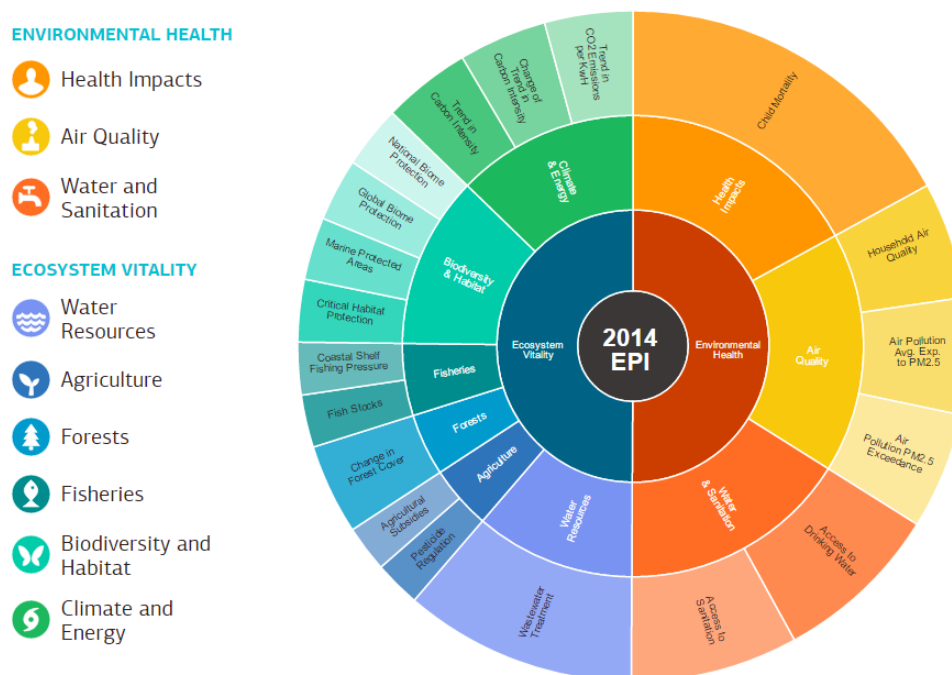 ENVIRONMENTAL HEALTH
Health Impacts
Air Quality
Water and
Sanitation
ECOSYSTEM VITALITY
Water
Resources
Agriculture
Forests
Fisheries
Biodiversity and
Habitat
Climate and
Energy
2014
EPI
Environmental
Health
Ecosystem
Vitality
Health
Impacts
Air
Quality
Water
& Sanitation
Water
Resources
Agriculture
Forests
Fisheries
Biodiversity
& Habitat
Climate
& Energy
Child Mortality
Household Air
Quality
Air Pollution
Avg. Exp.
to PM2.5
Air
Pollution PM2.5
Exceedance
Access to
Drinking Water
Access to
Sanitation
Wastewater
Treatment
Pesticide
Regulation
Agricultural
Subsidies
Change in
Forest Cover
Fish Stocks
Coastal Shelf
Fishing Pressure
Critical Habitat
Protection
Marine Protected
Areas
Global Biome
Protection
National Biome
Protection
Trend in
Carbon Intensity
Change of
Trend in
Carbon Intensity
Trend in
CO2 Emissions
per KwH